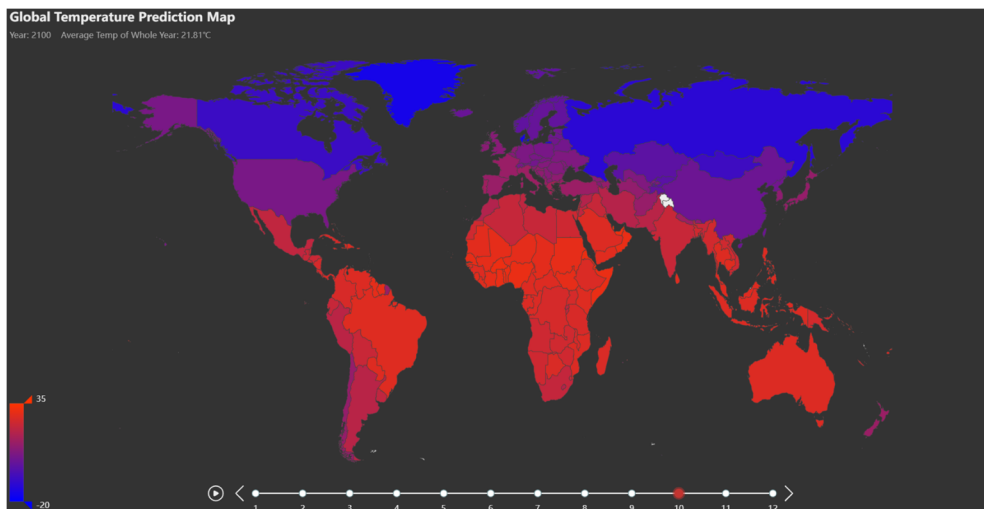 Global Temperature Prediction Map
Year: 2100 Average Temp of Whole Year: 21.81°C
35
-20
1 2 3 4 5 6 7 8 9 10 11 12